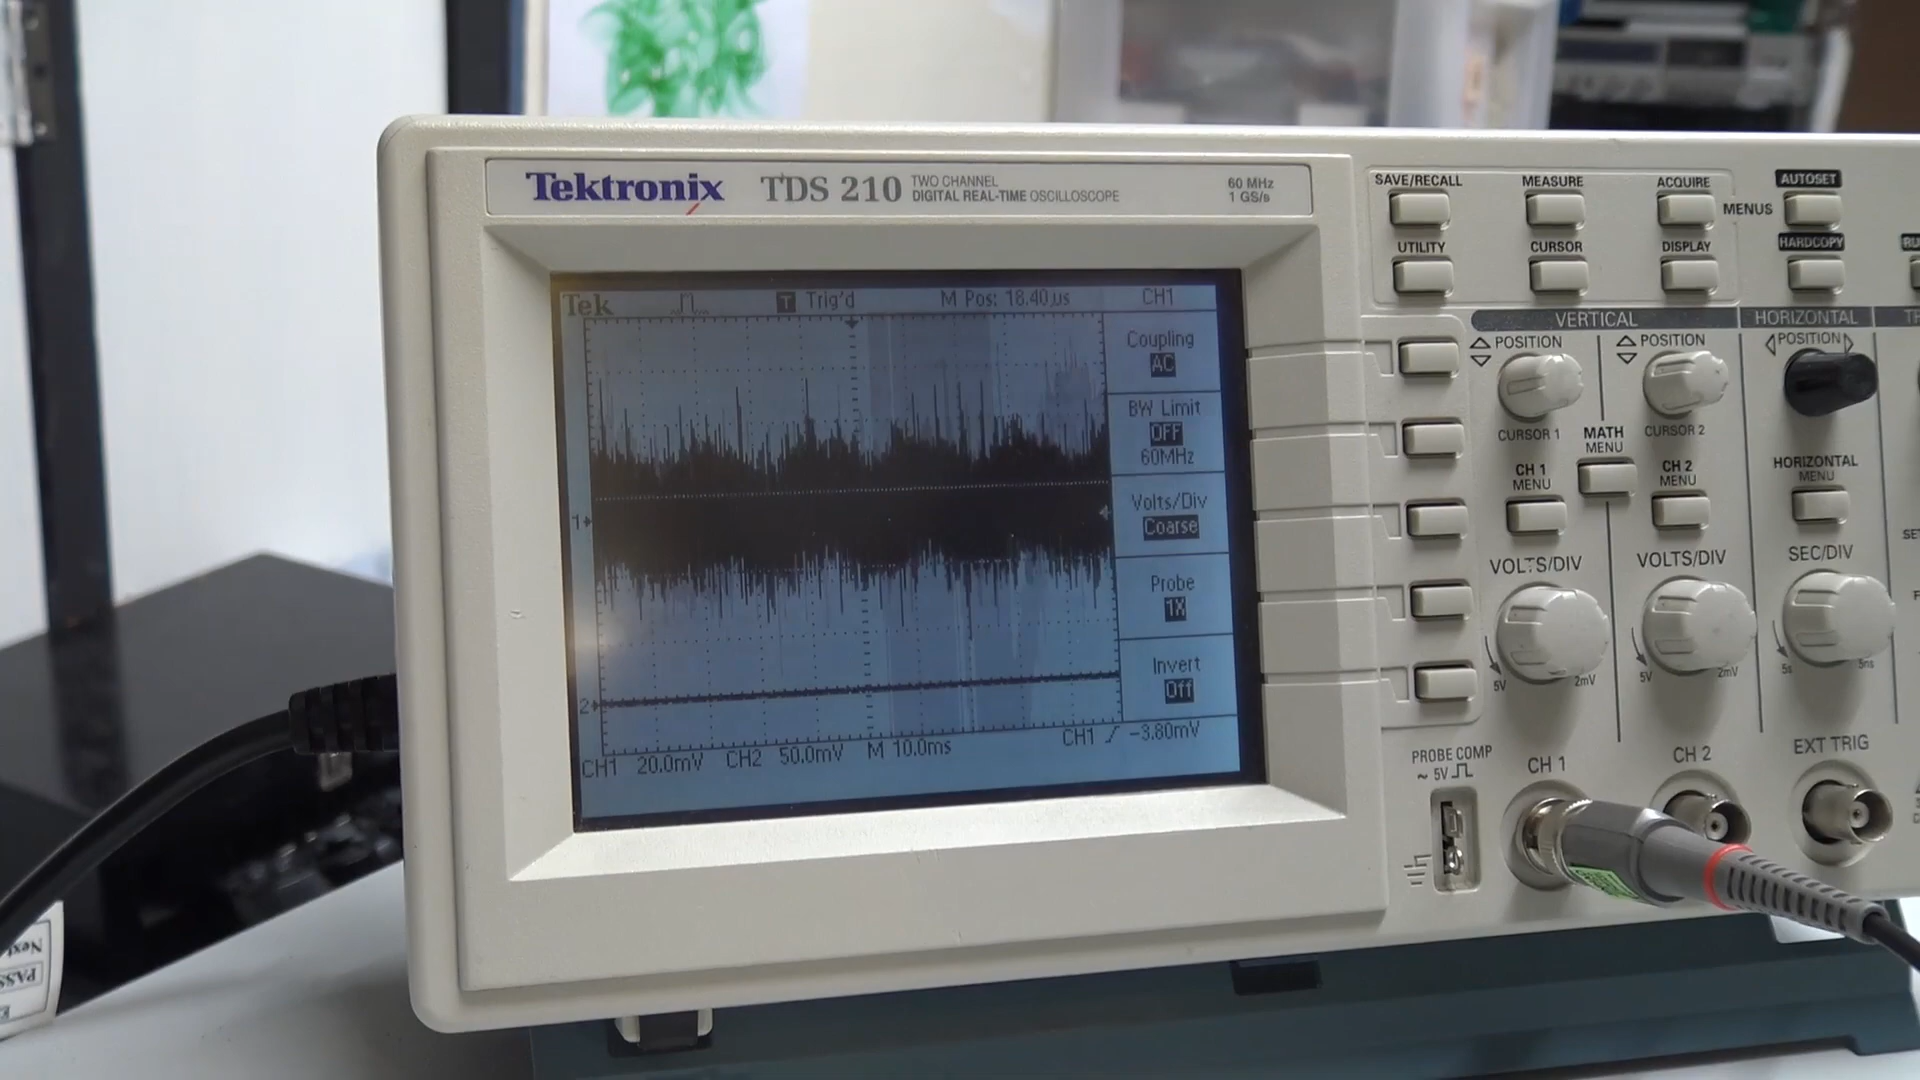 Tektronix TDS 210 TWO CHANNEL DIGITAL REAL-TIME OSCILLOSCOPE
60 MHz
1 GS/s
Tek T Trig'd M Pos: 18.40µs CH1
Coupling
AC
BW Limit
OFF
60MHz
Volts/Div
Coarse
Probe
1X
Invert
Off
1
2
CH1 20.0mV CH2 50.0mV M 10.0ms CH1 -3.80mV
SAVE/RECALL MEASURE ACQUIRE AUTOSET
MENUS
UTILITY CURSOR DISPLAY HARDCOPY
VERTICAL HORIZONTAL
POSITION POSITION POSITION
CURSOR 1 CURSOR 2
MATH
MENU
CH 1
MENU
CH 2
MENU
HORIZONTAL
MENU
VOLTS/DIV VOLTS/DIV SEC/DIV
5V 2mV 5V 2mV 5s 5ns
PROBE COMP
~ 5V
CH 1 CH 2 EXT TRIG
Next
PASS